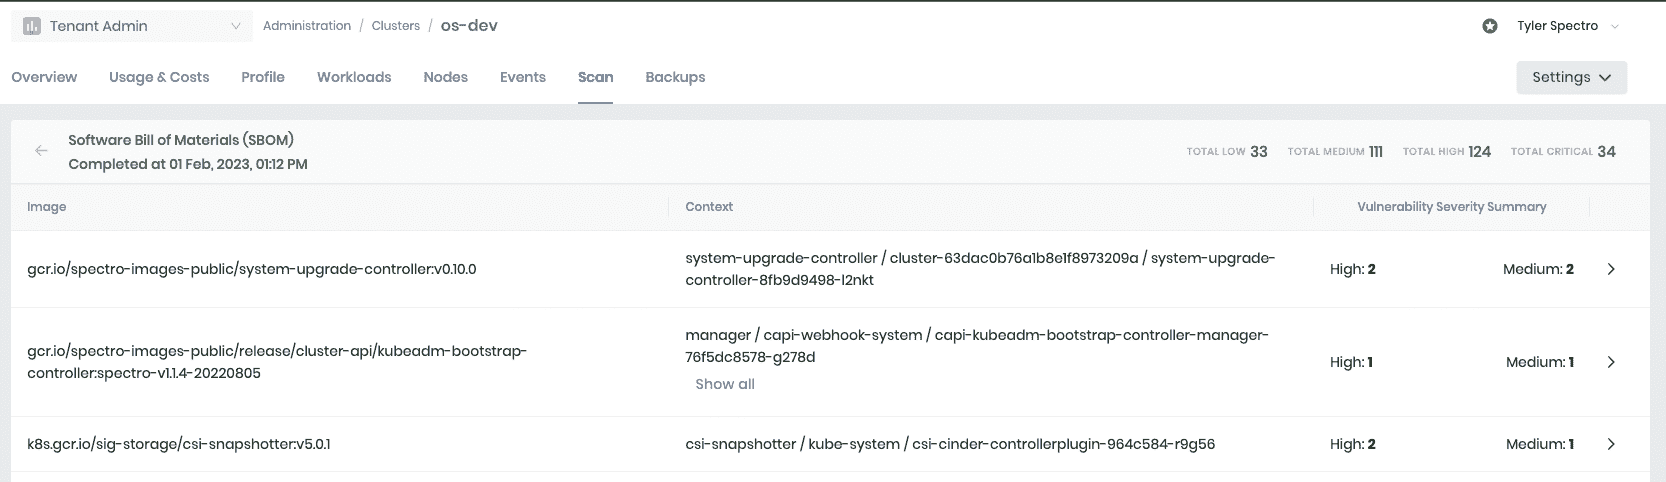 Tenant Admin
Administration / Clusters / os-dev
Tyler Spectro
Overview Usage & Costs Profile Workloads Nodes Events Scan Backups
Settings
Software Bill of Materials (SBOM)
Completed at 01 Feb, 2023, 01:12 PM
TOTAL LOW 33 TOTAL MEDIUM 111 TOTAL HIGH 124 TOTAL CRITICAL 34
Image Context Vulnerability Severity Summary
gcr.io/spectro-images-public/system-upgrade-controller:v0.10.0
system-upgrade-controller / cluster-63dac0b76a1b8e1f8973209a / system-upgrade-
controller-8fb9d9498-l2nkt
High: 2 Medium: 2
gcr.io/spectro-images-public/release/cluster-api/kubeadm-bootstrap-
controller:spectro-v1.1.4-20220805
manager / capi-webhook-system / capi-kubeadm-bootstrap-controller-manager-
76f5dc8578-g278d
Show all
High: 1 Medium: 1
k8s.gcr.io/sig-storage/csi-snapshotter:v5.0.1
csi-snapshotter / kube-system / csi-cinder-controllerplugin-964c584-r9g56
High: 2 Medium: 1